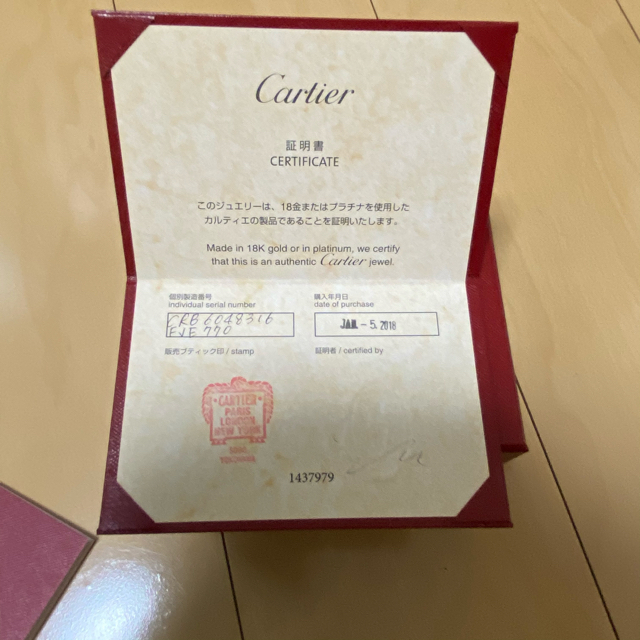 Cartier
証明書
CERTIFICATE
このジュエリーは、18金またはプラチナを使用した
カルティエの製品であることを証明いたします。
Made in 18K gold or in platinum, we certify
that this is an authentic Cartier jewel.
個別製造番号
individual serial number
CRB6048316
購入年月日
date of purchase
JAN. - 5. 2018
販売ブティック印 / stamp
証明者 / certified by
CARTIER
PARIS
LONDON
NEW YORK
1437979